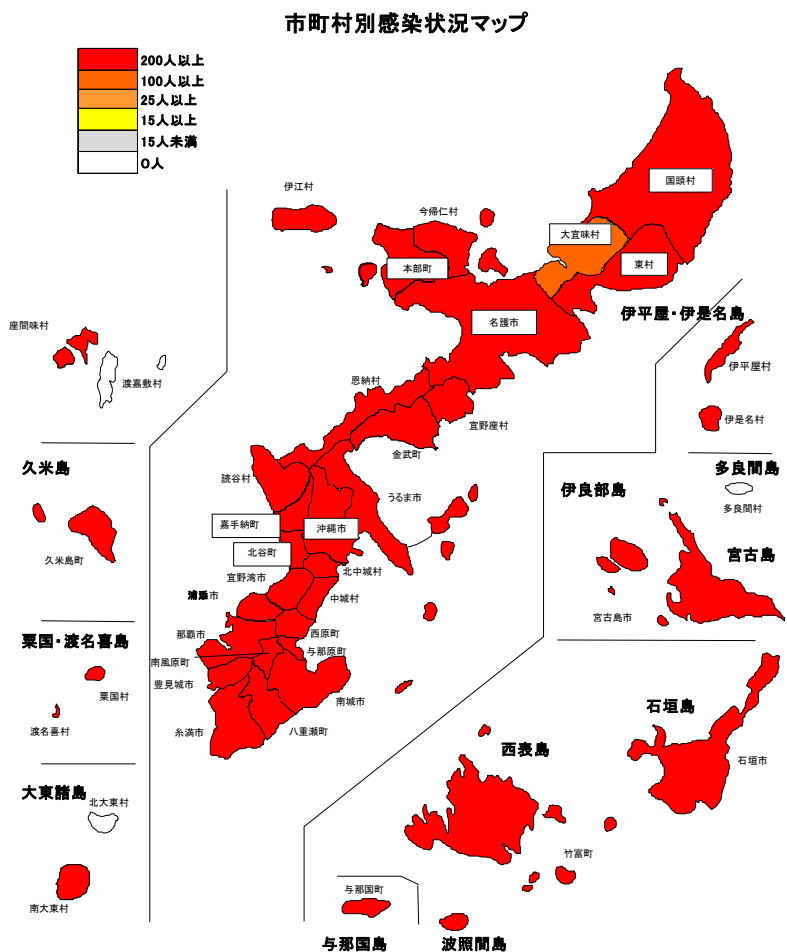 市町村別感染状況マップ
200人以上
100人以上
25人以上
15人以上
15人未満
0人
国頭村
伊江村
今帰仁村
大宜味村
本部町
東村
伊平屋・伊是名島
名護市
座間味村
渡嘉敷村
伊平屋村
恩納村
伊是名村
宜野座村
金武町
久米島
読谷村
うるま市
多良間島
多良間村
伊良部島
嘉手納町
沖縄市
久米島町
北谷町
宮古島
北中城村
宜野湾市
中城村
宮古島市
那覇市
西原町
粟国・渡名喜島
与那原町
南風原町
豊見城市
粟国村
南城市
石垣島
渡名喜村
糸満市
八重瀬町
西表島
石垣市
大東諸島
北大東村
竹富町
与那国町
南大東村
与那国島
波照間島